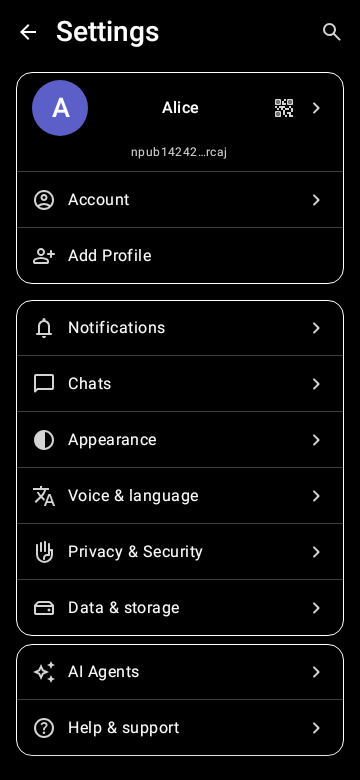 Settings
A
Alice
npub14242…rcaj
Account
Add Profile
Notifications
Chats
Appearance
Voice & language
Privacy & Security
Data & storage
AI Agents
Help & support